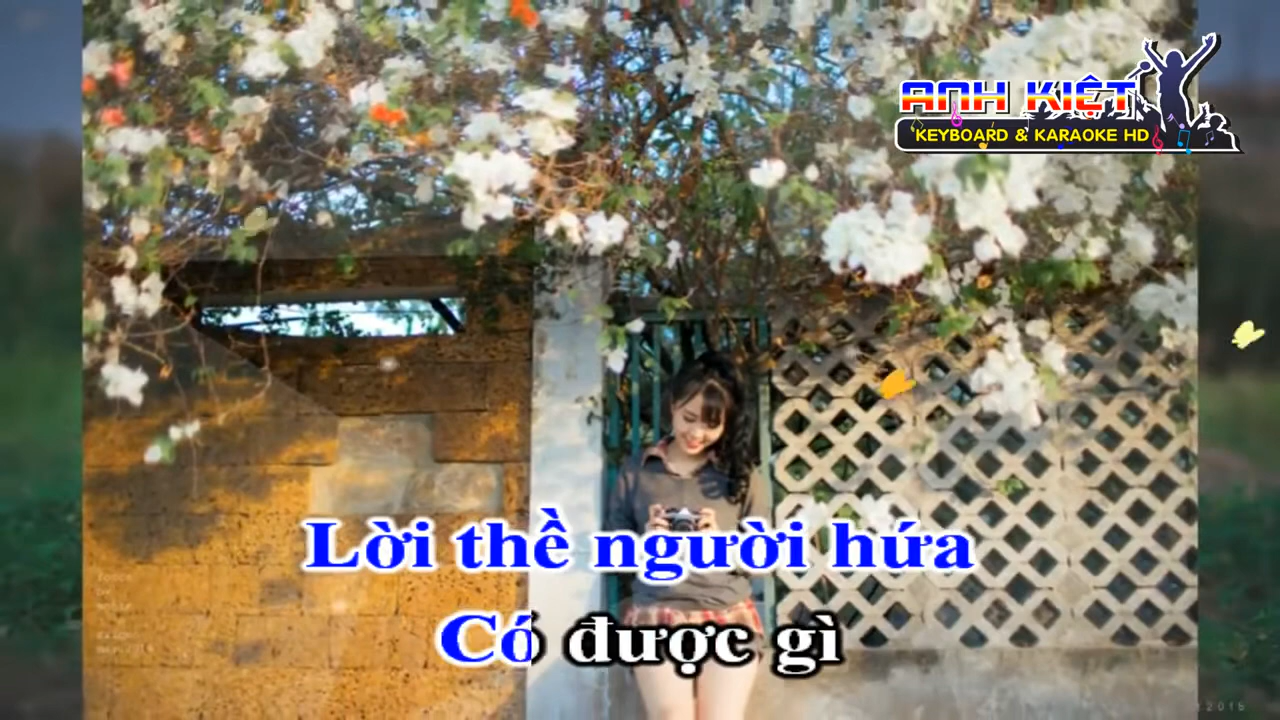 ANH KIỆT
KEYBOARD & KARAOKE HD
Lời thề người hứa
Có được gì